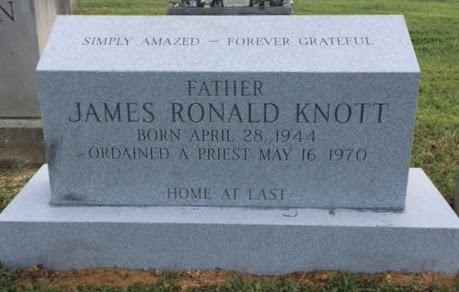 SIMPLY AMAZED – FOREVER GRATEFUL
FATHER
JAMES RONALD KNOTT
BORN APRIL 28, 1944
ORDAINED A PRIEST MAY 16, 1970
HOME AT LAST